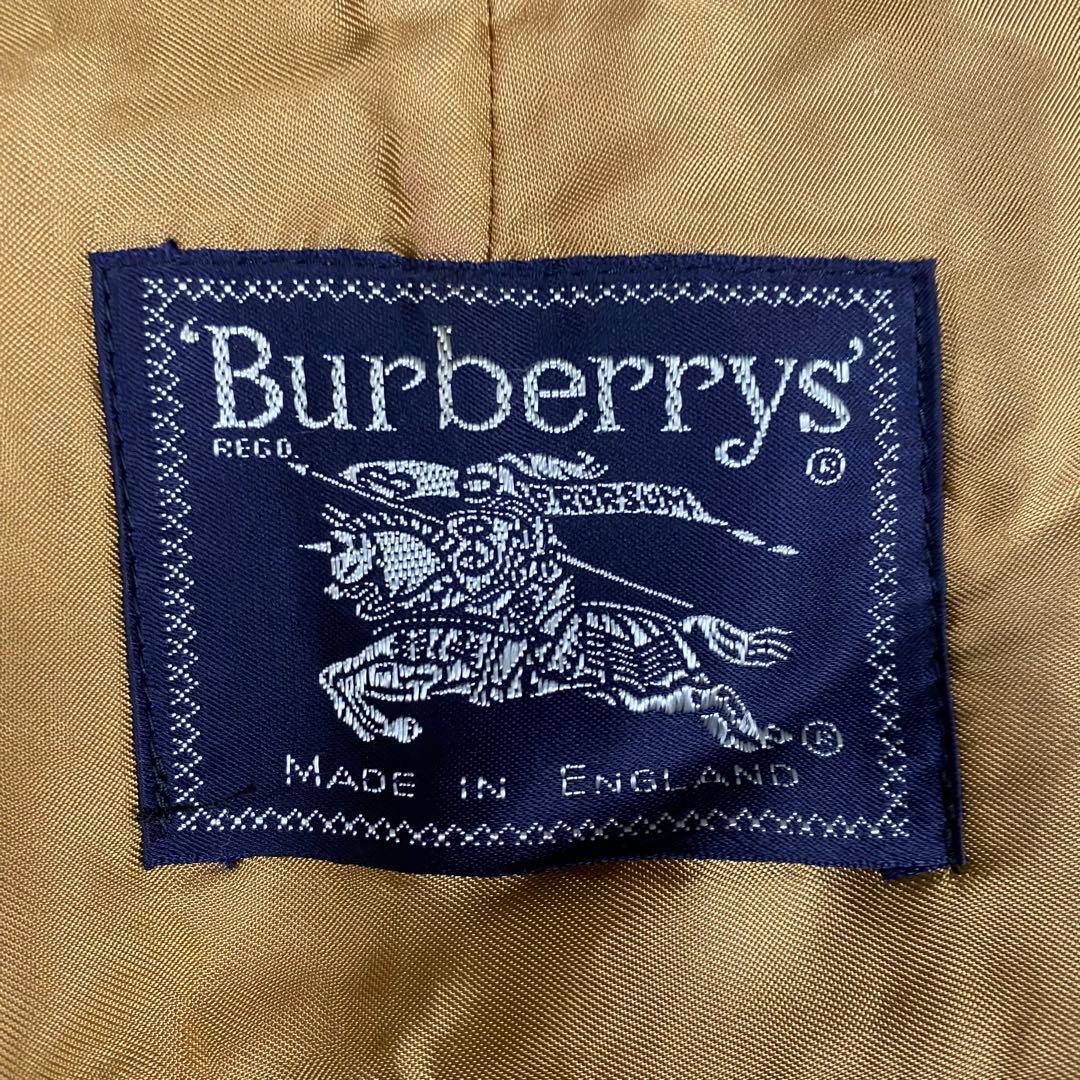 ‘Burberrys’
REGD. ®
PRORSUM
®
MADE IN ENGLAND